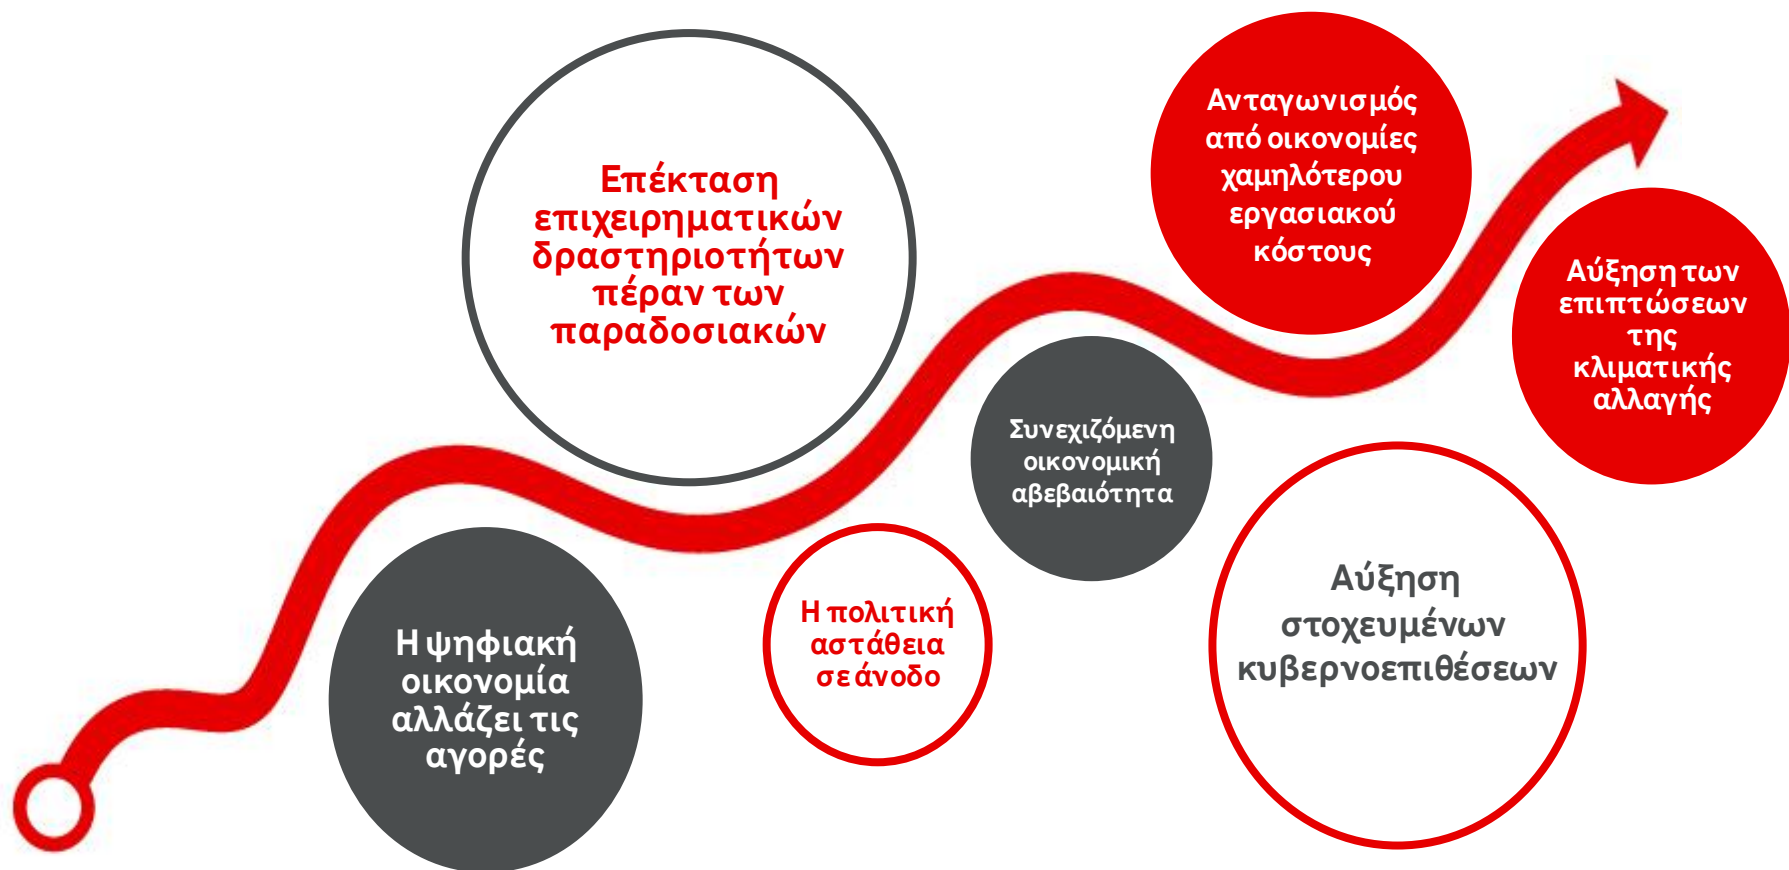 Επέκταση
επιχειρηματικών
δραστηριοτήτων
πέραν των
παραδοσιακών
Ανταγωνισμός
από οικονομίες
χαμηλότερου
εργασιακού
κόστους
Αύξηση των
επιπτώσεων
της
κλιματικής
αλλαγής
Συνεχιζόμενη
οικονομική
αβεβαιότητα
Η ψηφιακή
οικονομία
αλλάζει τις
αγορές
Η πολιτική
αστάθεια
σε άνοδο
Αύξηση
στοχευμένων
κυβερνοεπιθέσεων